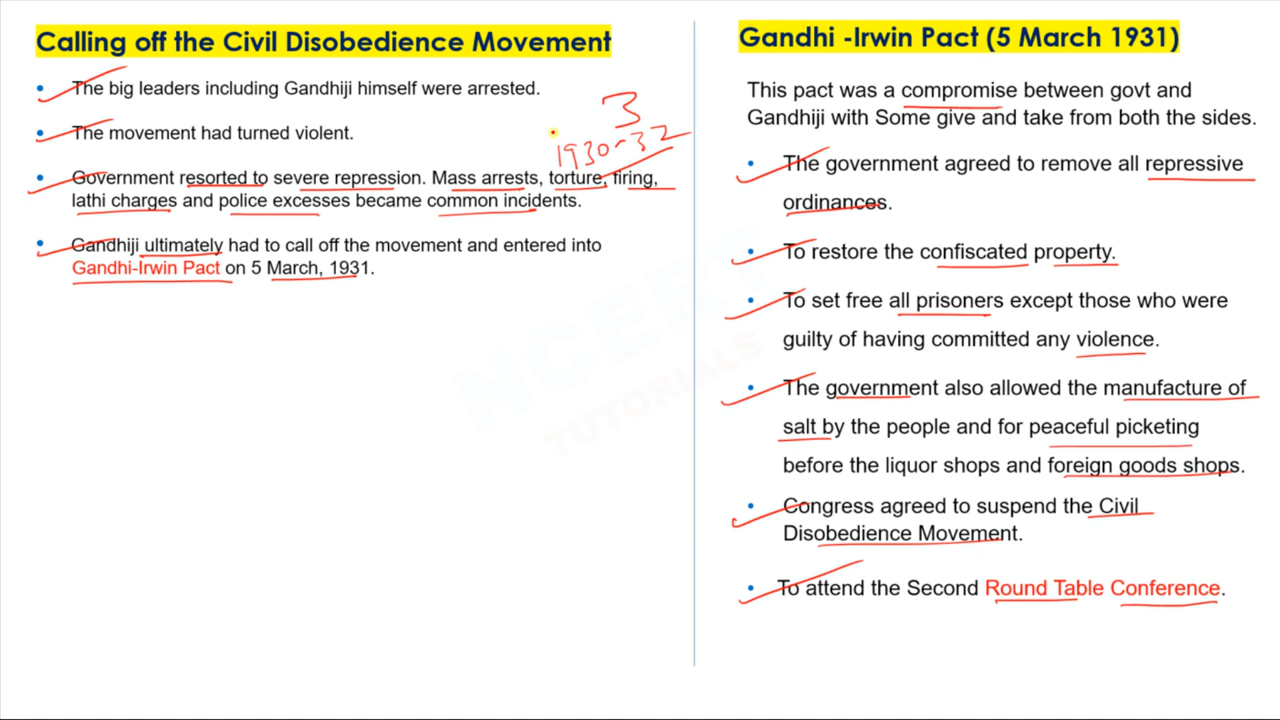 Calling off the Civil Disobedience Movement
• The big leaders including Gandhiji himself were arrested.
• The movement had turned violent.
3
1930-32
• Government resorted to severe repression. Mass arrests, torture, firing,
lathi charges and police excesses became common incidents.
• Gandhiji ultimately had to call off the movement and entered into
Gandhi-Irwin Pact on 5 March, 1931.
Gandhi -Irwin Pact (5 March 1931)
This pact was a compromise between govt and
Gandhiji with Some give and take from both the sides.
• The government agreed to remove all repressive
ordinances.
• To restore the confiscated property.
• To set free all prisoners except those who were
guilty of having committed any violence.
• The government also allowed the manufacture of
salt by the people and for peaceful picketing
before the liquor shops and foreign goods shops.
• Congress agreed to suspend the Civil
Disobedience Movement.
• To attend the Second Round Table Conference.
NCERT
TUTORIALS